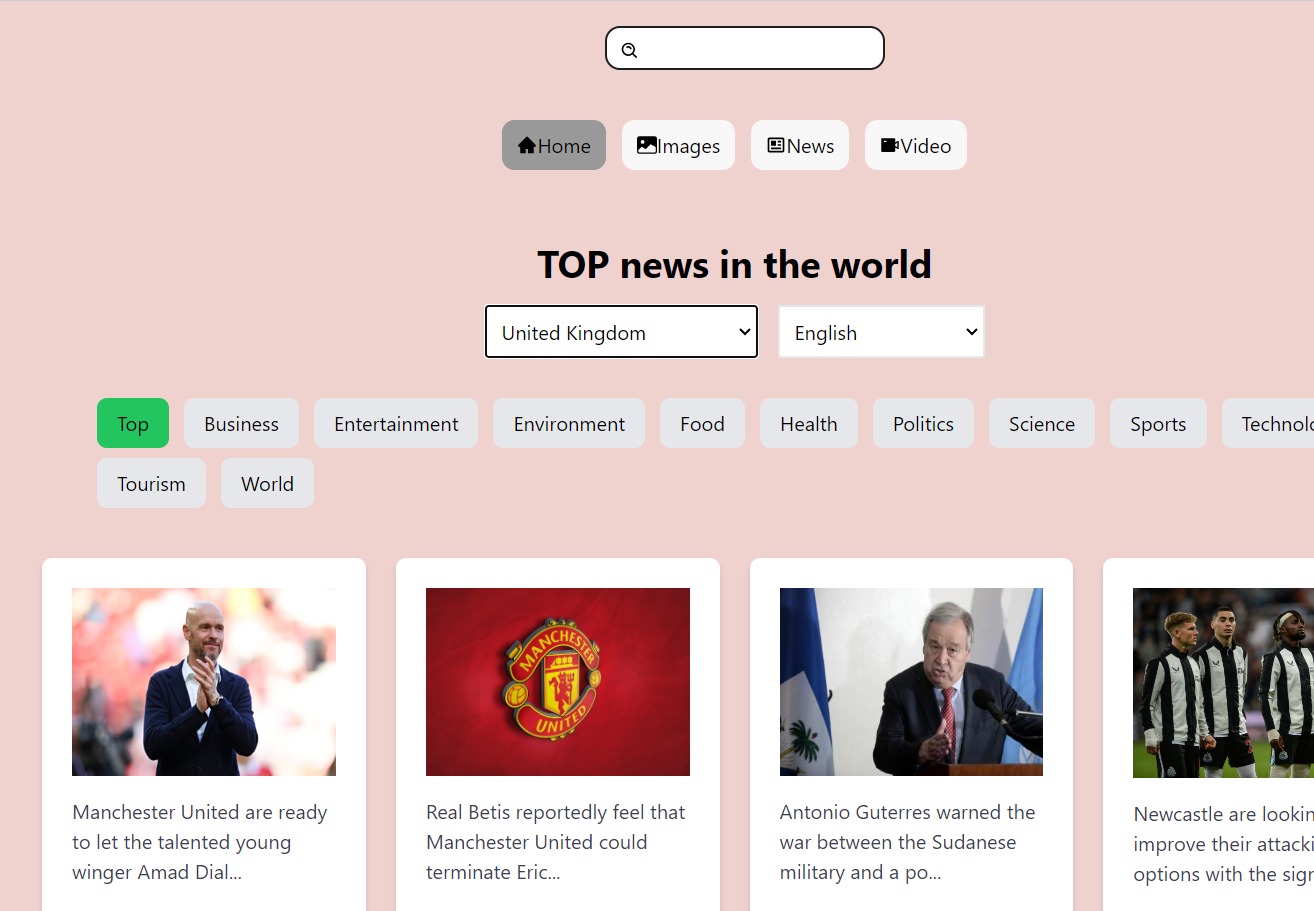 Home Images News Video
TOP news in the world
United Kingdom English
Top Business Entertainment Environment Food Health Politics Science Sports Technolo
Tourism World
MANCHESTER
UNITED
Manchester United are ready
to let the talented young
winger Amad Dial...
Real Betis reportedly feel that
Manchester United could
terminate Eric...
Antonio Guterres warned the
war between the Sudanese
military and a po...
Newcastle are lookin
improve their attacki
options with the sign